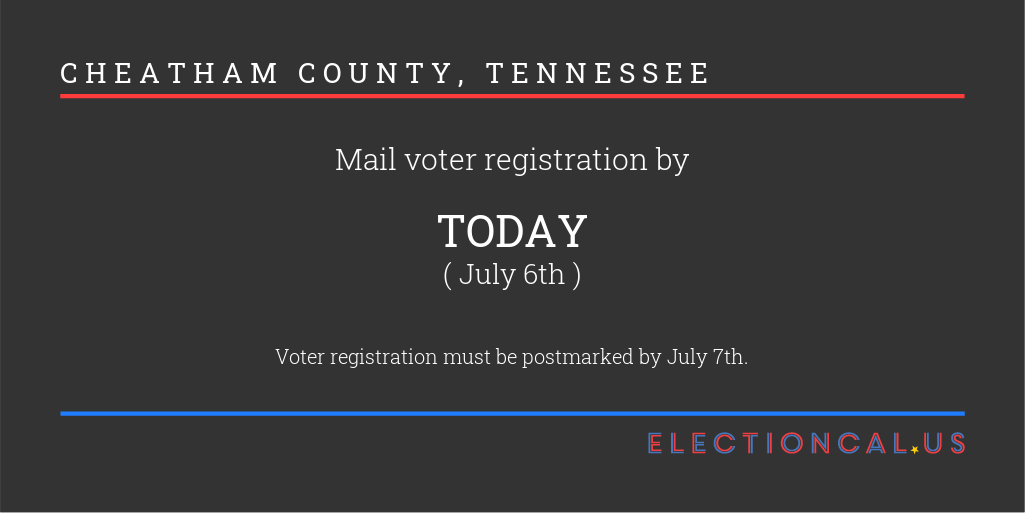 CHEATHAM COUNTY, TENNESSEE
Mail voter registration by
TODAY
( July 6th )
Voter registration must be postmarked by July 7th.
ELECTIONCAL.US